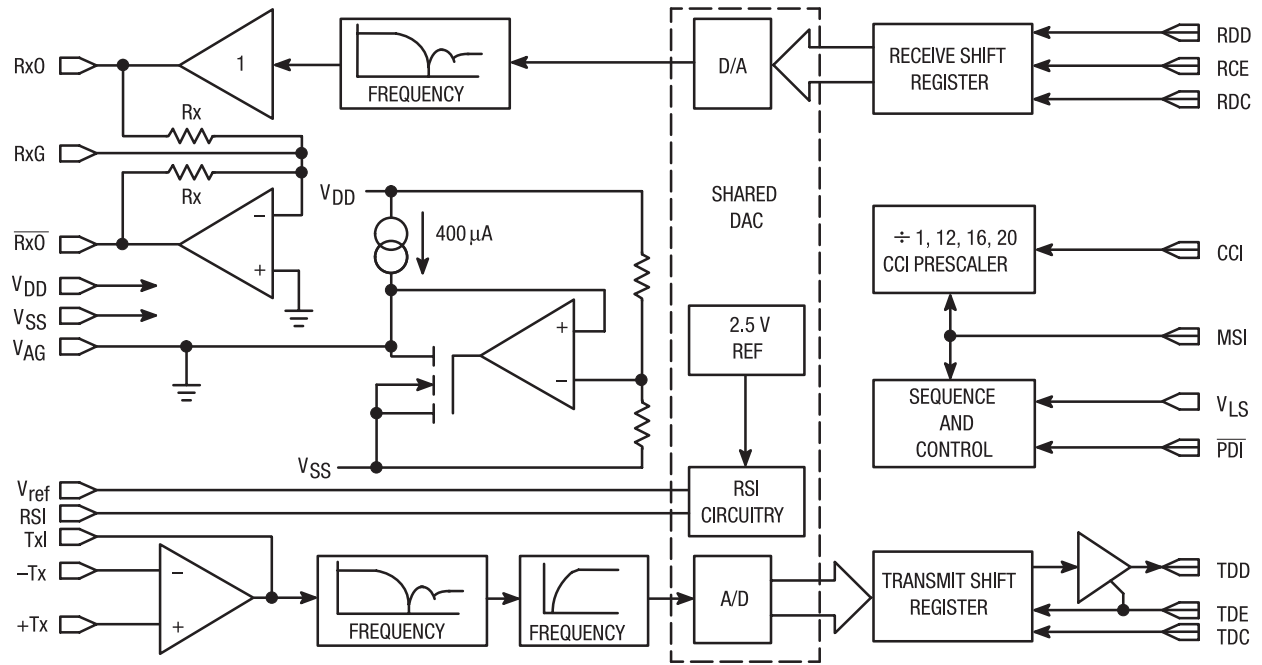 RxO
1
FREQUENCY
D/A
RECEIVE SHIFT
REGISTER
RDD
RCE
RDC
Rx
RxG
Rx
RxO
−
+
VDD
VSS
VAG
VDD
400 µA
+
−
VSS
SHARED
DAC
2.5 V
REF
RSI
CIRCUITRY
÷ 1, 12, 16, 20
CCI PRESCALER
CCI
MSI
SEQUENCE
AND
CONTROL
VLS
PDI
Vref
RSI
TxI
–Tx
+Tx
−
+
FREQUENCY
FREQUENCY
A/D
TRANSMIT SHIFT
REGISTER
TDD
TDE
TDC